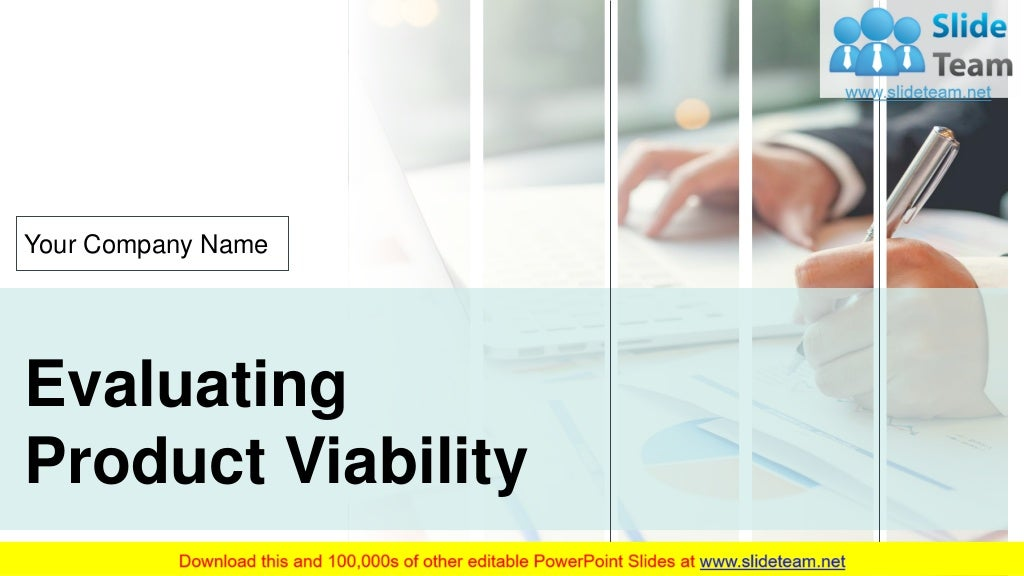 Slide
Team
www.slideteam.net
Your Company Name
Evaluating
Product Viability
Download this and 100,000s of other editable PowerPoint Slides at www.slideteam.net